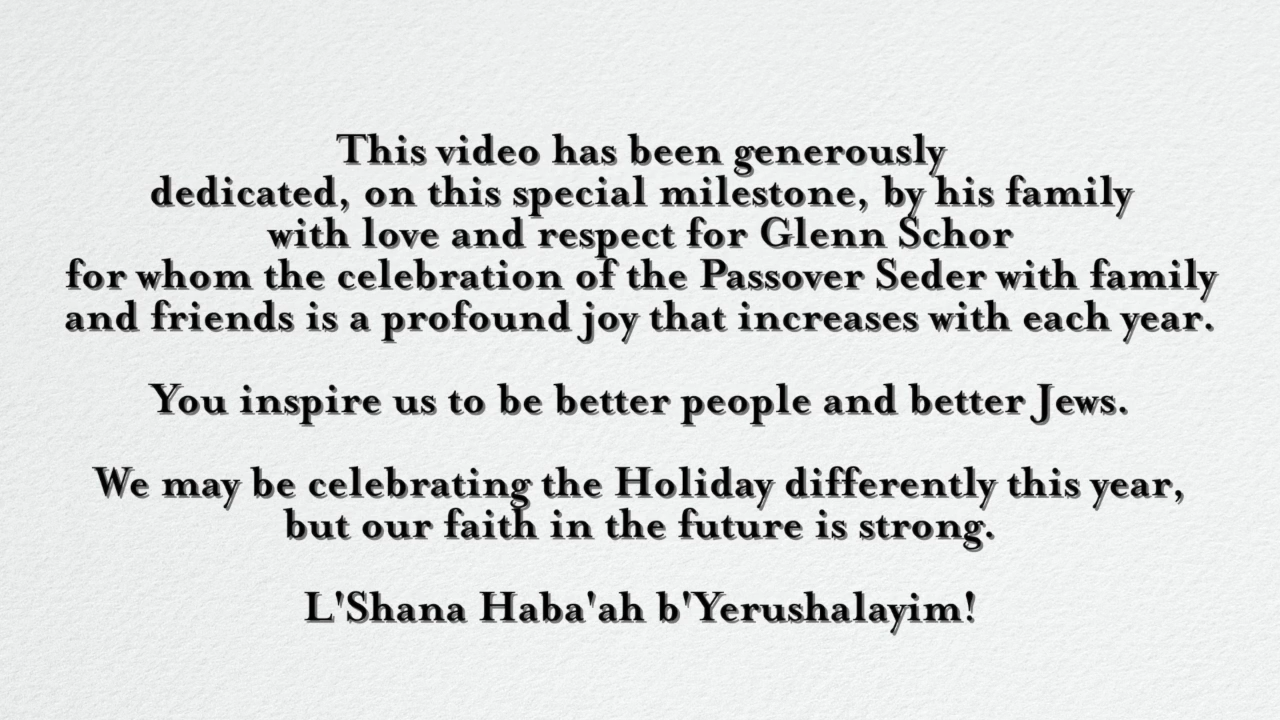 This video has been generously
dedicated, on this special milestone, by his family
with love and respect for Glenn Schor
for whom the celebration of the Passover Seder with family
and friends is a profound joy that increases with each year.
You inspire us to be better people and better Jews.
We may be celebrating the Holiday differently this year,
but our faith in the future is strong.
L'Shana Haba'ah b'Yerushalayim!